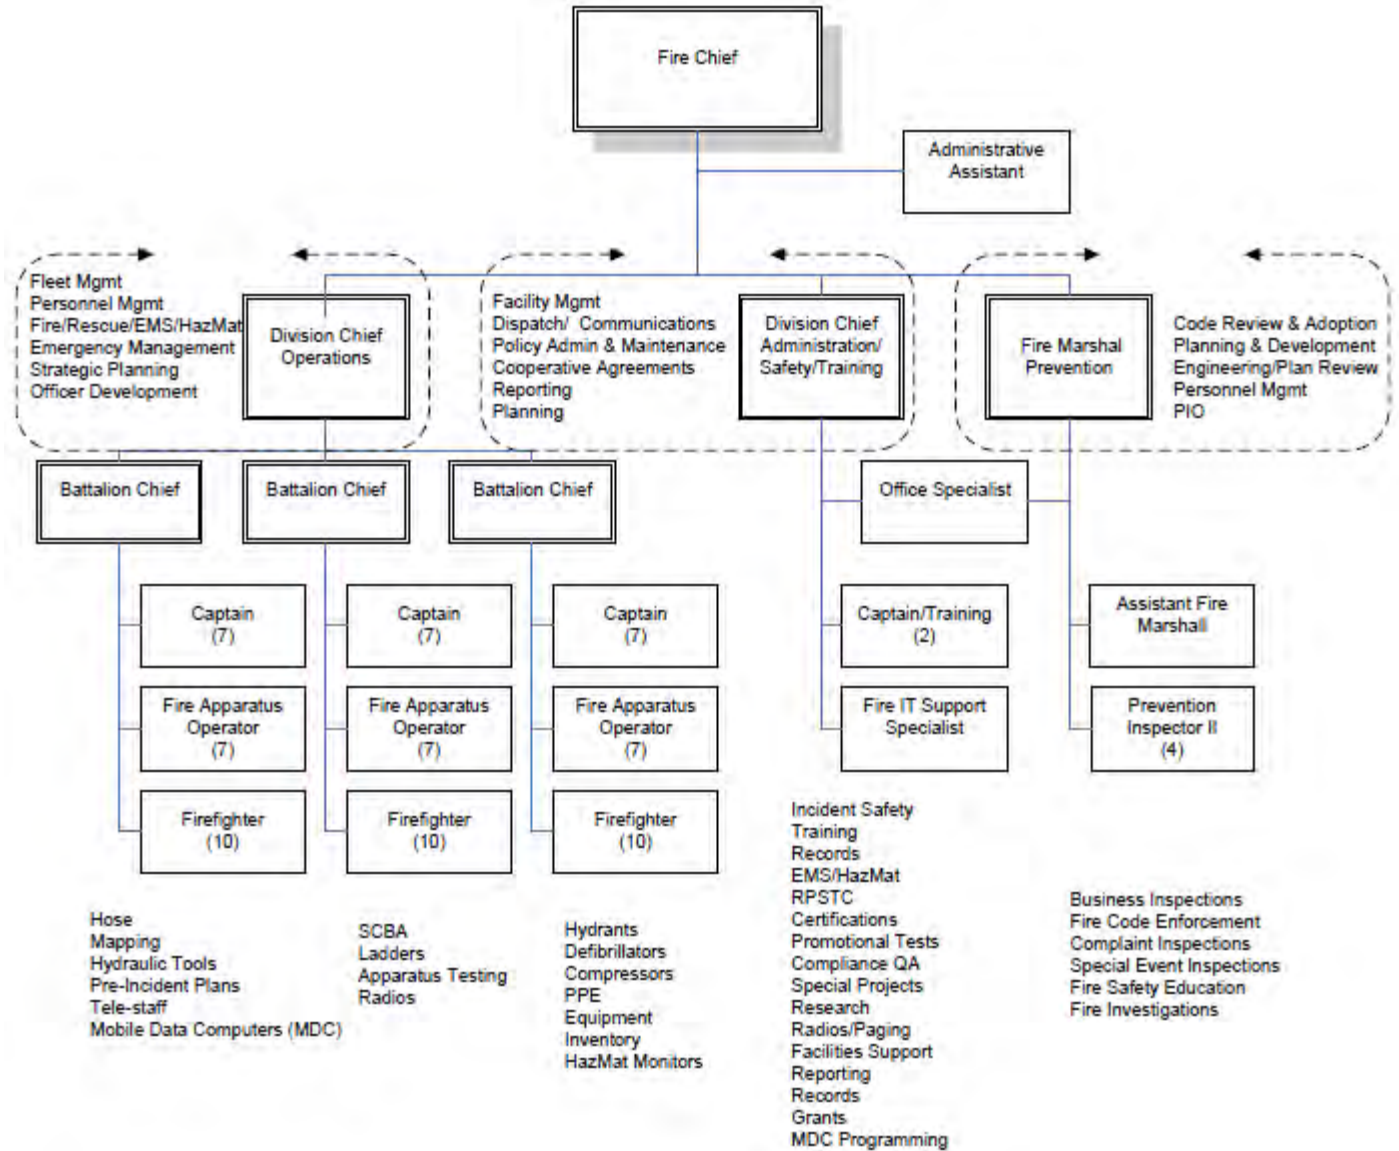 Fire Chief
Administrative
Assistant
Fleet Mgmt
Personnel Mgmt
Fire/Rescue/EMS/HazMat
Emergency Management
Strategic Planning
Officer Development
Division Chief
Operations
Facility Mgmt
Dispatch/ Communications
Policy Admin & Maintenance
Cooperative Agreements
Reporting
Planning
Division Chief
Administration/
Safety/Training
Fire Marshal
Prevention
Code Review & Adoption
Planning & Development
Engineering/Plan Review
Personnel Mgmt
PIO
Battalion Chief
Battalion Chief
Battalion Chief
Office Specialist
Captain
(7)
Captain
(7)
Captain
(7)
Captain/Training
(2)
Assistant Fire
Marshall
Fire Apparatus
Operator
(7)
Fire Apparatus
Operator
(7)
Fire Apparatus
Operator
(7)
Fire IT Support
Specialist
Prevention
Inspector II
(4)
Firefighter
(10)
Firefighter
(10)
Firefighter
(10)
Hose
Mapping
Hydraulic Tools
Pre-Incident Plans
Tele-staff
Mobile Data Computers (MDC)
SCBA
Ladders
Apparatus Testing
Radios
Hydrants
Defibrillators
Compressors
PPE
Equipment
Inventory
HazMat Monitors
Incident Safety
Training
Records
EMS/HazMat
RPSTC
Certifications
Promotional Tests
Compliance QA
Special Projects
Research
Radios/Paging
Facilities Support
Reporting
Records
Grants
MDC Programming
Business Inspections
Fire Code Enforcement
Complaint Inspections
Special Event Inspections
Fire Safety Education
Fire Investigations